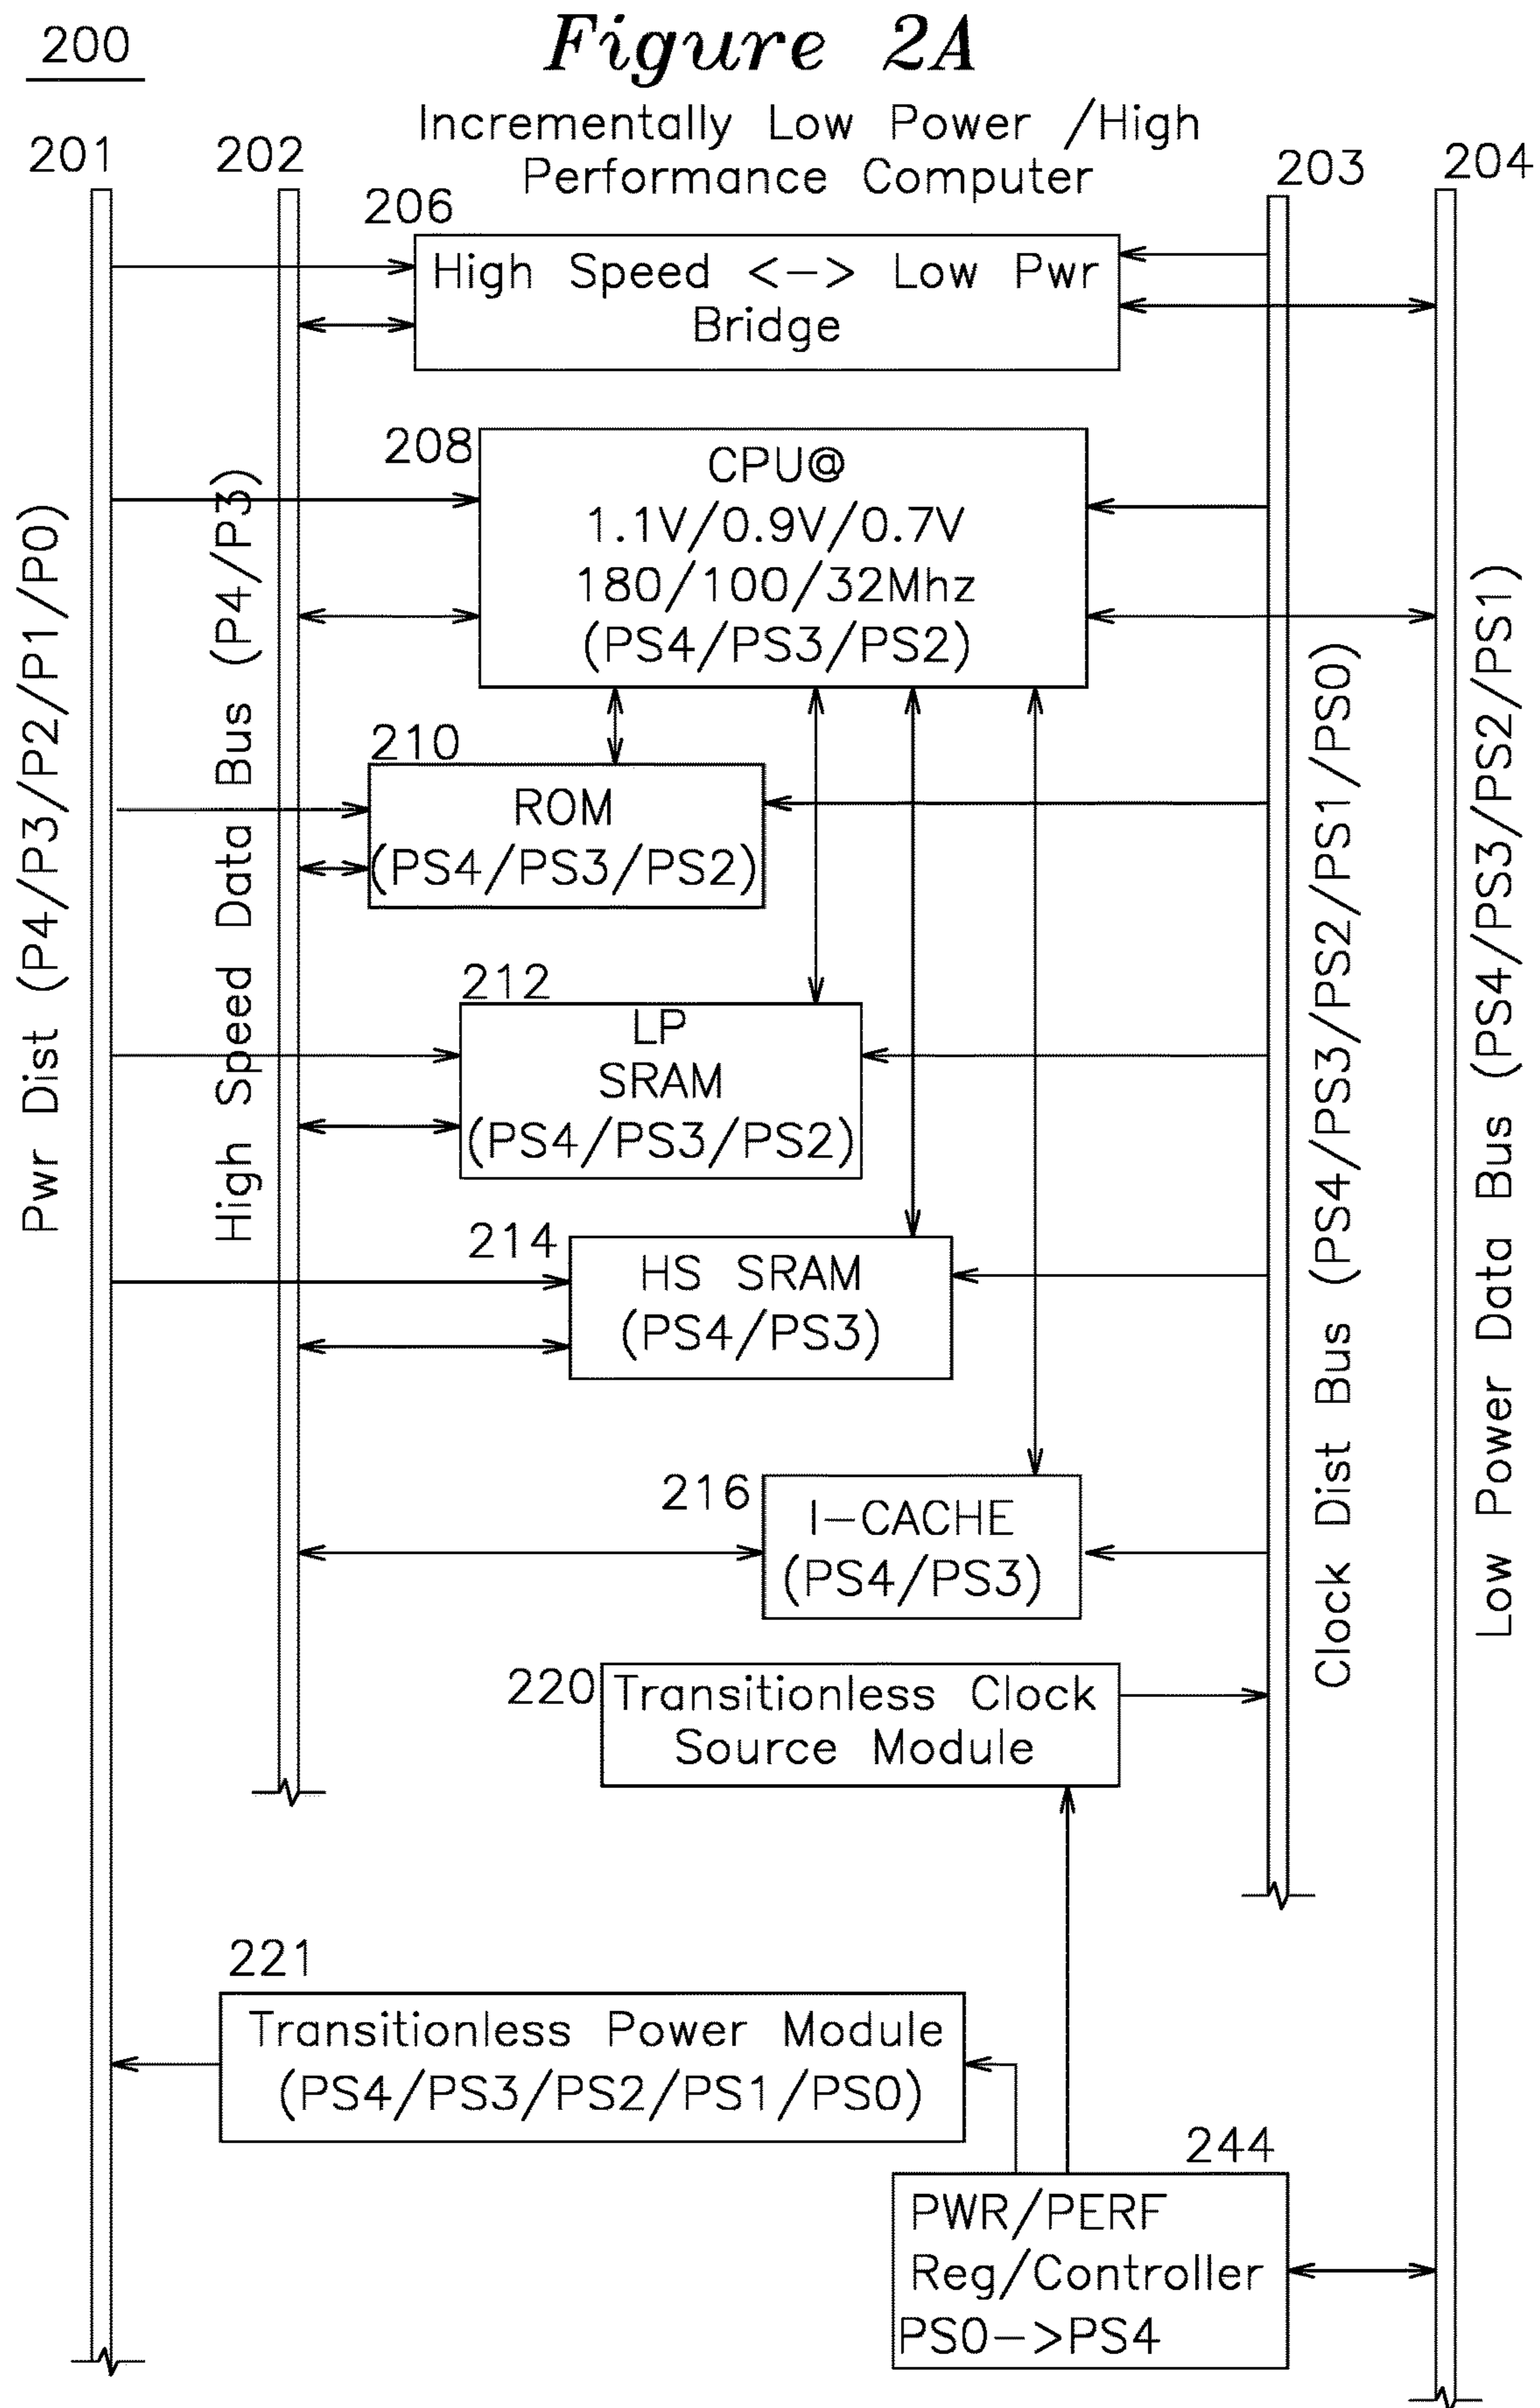 200
Figure 2A
Incrementally Low Power /High
Performance Computer
201
202
203
204
206
High Speed <-> Low Pwr
Bridge
208
CPU@
1.1V/0.9V/0.7V
180/100/32Mhz
(PS4/PS3/PS2)
Pwr Dist (P4/P3/P2/P1/P0)
High Speed Data Bus (P4/P3)
Clock Dist Bus (PS4/PS3/PS2/PS1/PS0)
Low Power Data Bus (PS4/PS3/PS2/PS1)
210
ROM
(PS4/PS3/PS2)
212
LP
SRAM
(PS4/PS3/PS2)
214
HS SRAM
(PS4/PS3)
216
I-CACHE
(PS4/PS3)
220
Transitionless Clock
Source Module
221
Transitionless Power Module
(PS4/PS3/PS2/PS1/PS0)
244
PWR/PERF
Reg/Controller
PS0->PS4